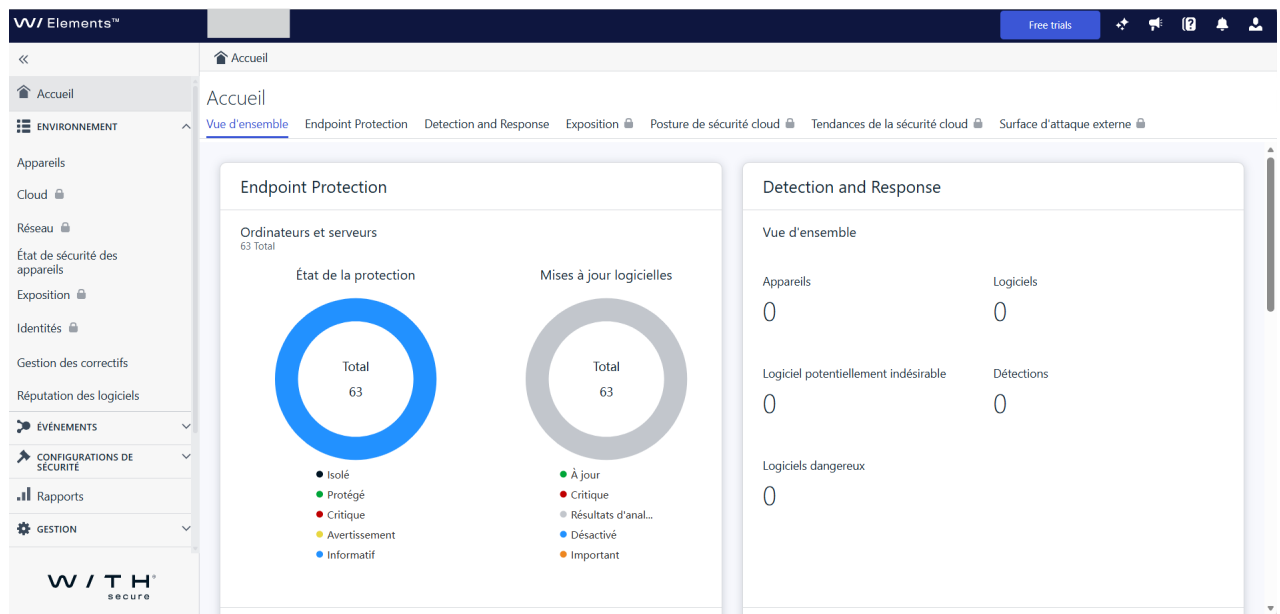 W/ Elements™
Free trials
Accueil
Accueil
ENVIRONNEMENT
Appareils
Cloud
Réseau
État de sécurité des
appareils
Exposition
Identités
Gestion des correctifs
Réputation des logiciels
ÉVÉNEMENTS
CONFIGURATIONS DE
SÉCURITÉ
Rapports
GESTION
W / T H
secure
Accueil
Vue d'ensemble Endpoint Protection Detection and Response Exposition Posture de sécurité cloud Tendances de la sécurité cloud Surface d'attaque externe
Endpoint Protection
Ordinateurs et serveurs
63 Total
État de la protection
Total
63
Isolé
Protégé
Critique
Avertissement
Informatif
Mises à jour logicielles
Total
63
À jour
Critique
Résultats d'anal...
Désactivé
Important
Detection and Response
Vue d'ensemble
Appareils
0
Logiciels
0
Logiciel potentiellement indésirable
0
Détections
0
Logiciels dangereux
0